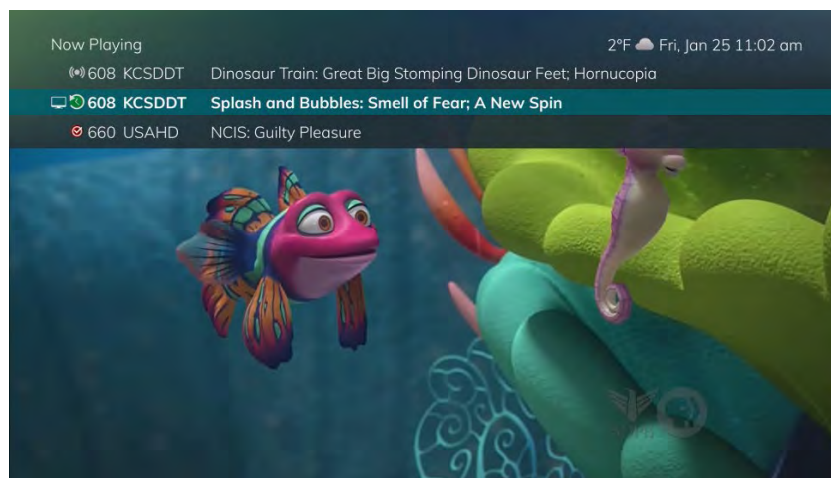 Now Playing 2°F Fri, Jan 25 11:02 am
608 KCSDDT Dinosaur Train: Great Big Stomping Dinosaur Feet; Hornucopia
608 KCSDDT Splash and Bubbles: Smell of Fear; A New Spin
660 USAHD NCIS: Guilty Pleasure